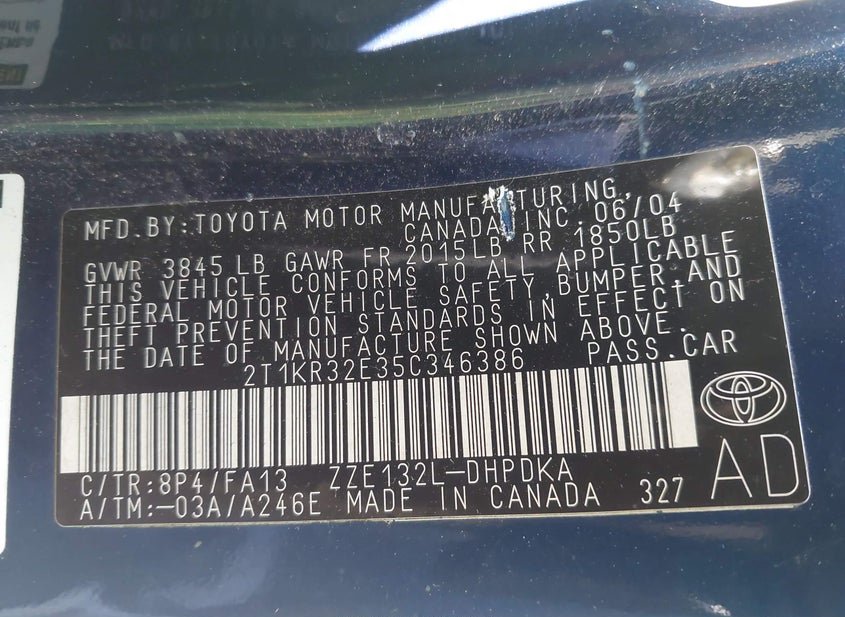 MFD. BY: TOYOTA MOTOR MANUFACTURING,
CANADA, INC. 06/04
GVWR 3845 LB GAWR FR 2015LB RR 1850LB
THIS VEHICLE CONFORMS TO ALL APPLICABLE
FEDERAL MOTOR VEHICLE SAFETY, BUMPER AND
THEFT PREVENTION STANDARDS IN EFFECT ON
THE DATE OF MANUFACTURE SHOWN ABOVE.
2T1KR32E35C346386 PASS. CAR
C/TR:8P4/FA13 ZZE132L-DHPDKA
A/TM:-03A/A246E MADE IN CANADA 327 AD